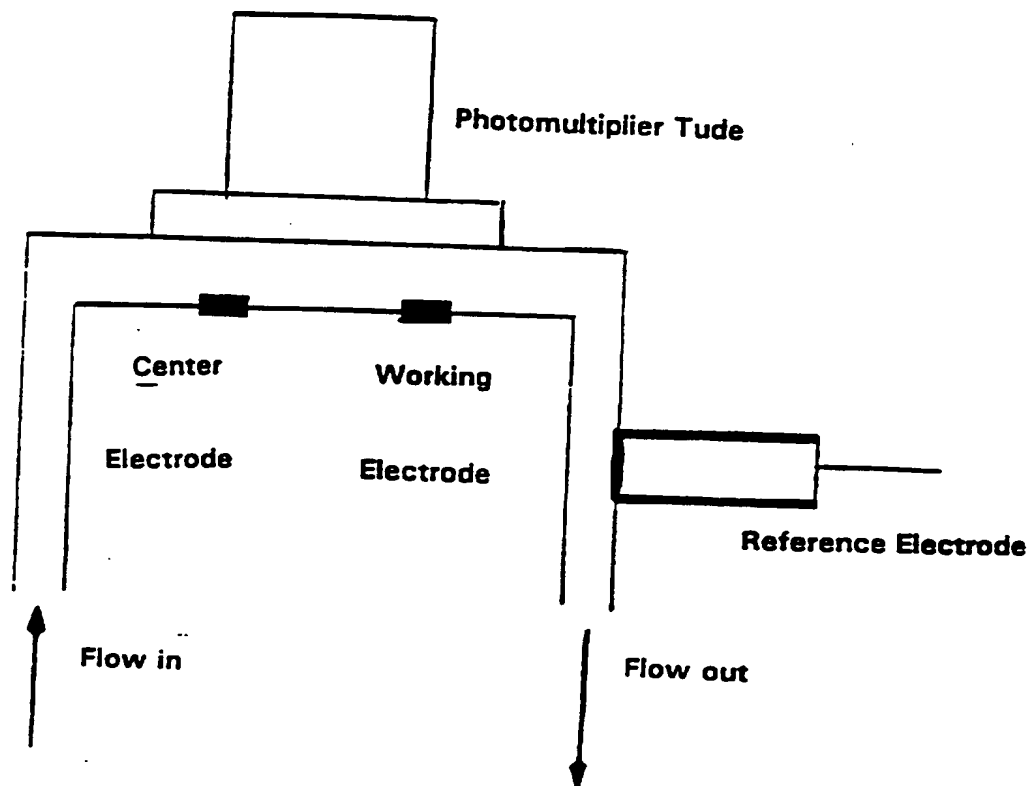 Photomultiplier Tude
Center
Electrode
Working
Electrode
Reference Electrode
Flow in
Flow out